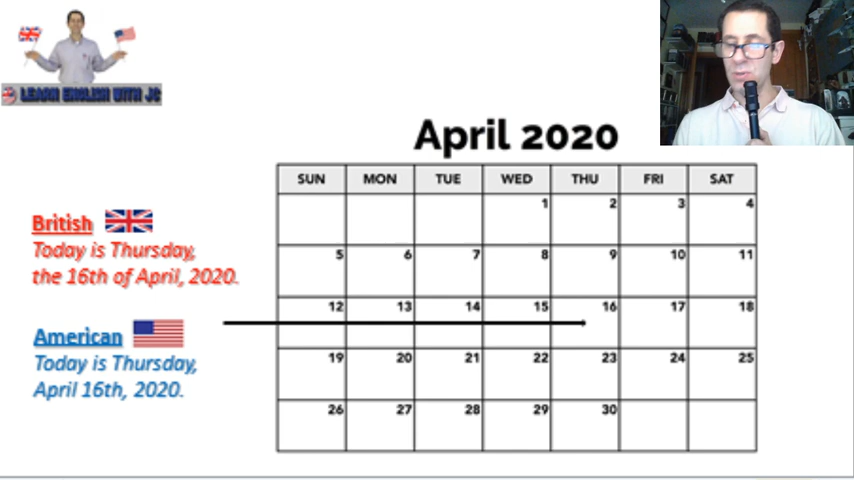 LEARN ENGLISH WITH JC
April 2020
SUN MON TUE WED THU FRI SAT
1 2 3 4
British
Today is Thursday,
the 16th of April, 2020.
5 6 7 8 9 10 11
12 13 14 15 16 17 18
American
Today is Thursday,
April 16th, 2020.
19 20 21 22 23 24 25
26 27 28 29 30